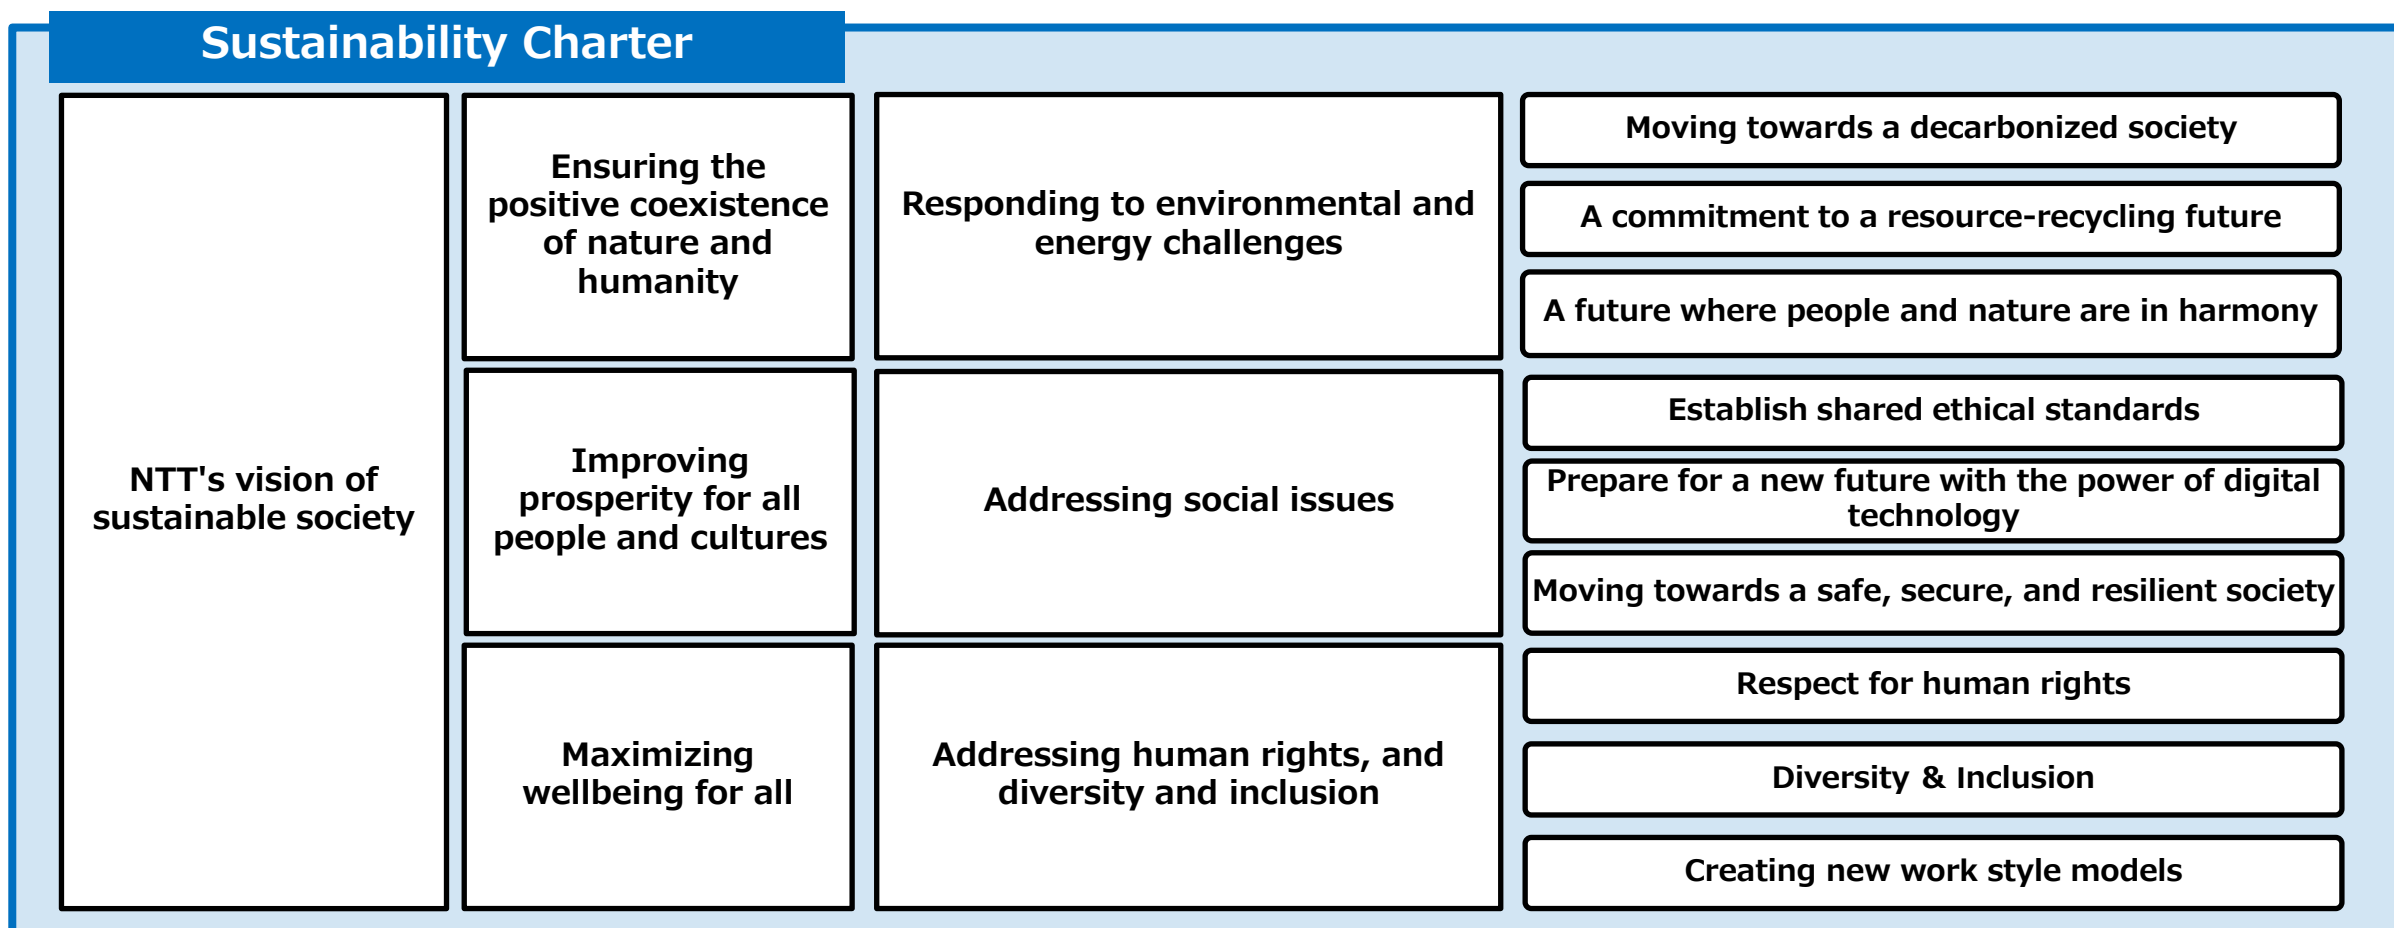 Sustainability Charter
NTT's vision of
sustainable society
Ensuring the
positive coexistence
of nature and
humanity
Responding to environmental and
energy challenges
Moving towards a decarbonized society
A commitment to a resource-recycling future
A future where people and nature are in harmony
Improving
prosperity for all
people and cultures
Addressing social issues
Establish shared ethical standards
Prepare for a new future with the power of digital
technology
Moving towards a safe, secure, and resilient society
Maximizing
wellbeing for all
Addressing human rights, and
diversity and inclusion
Respect for human rights
Diversity & Inclusion
Creating new work style models